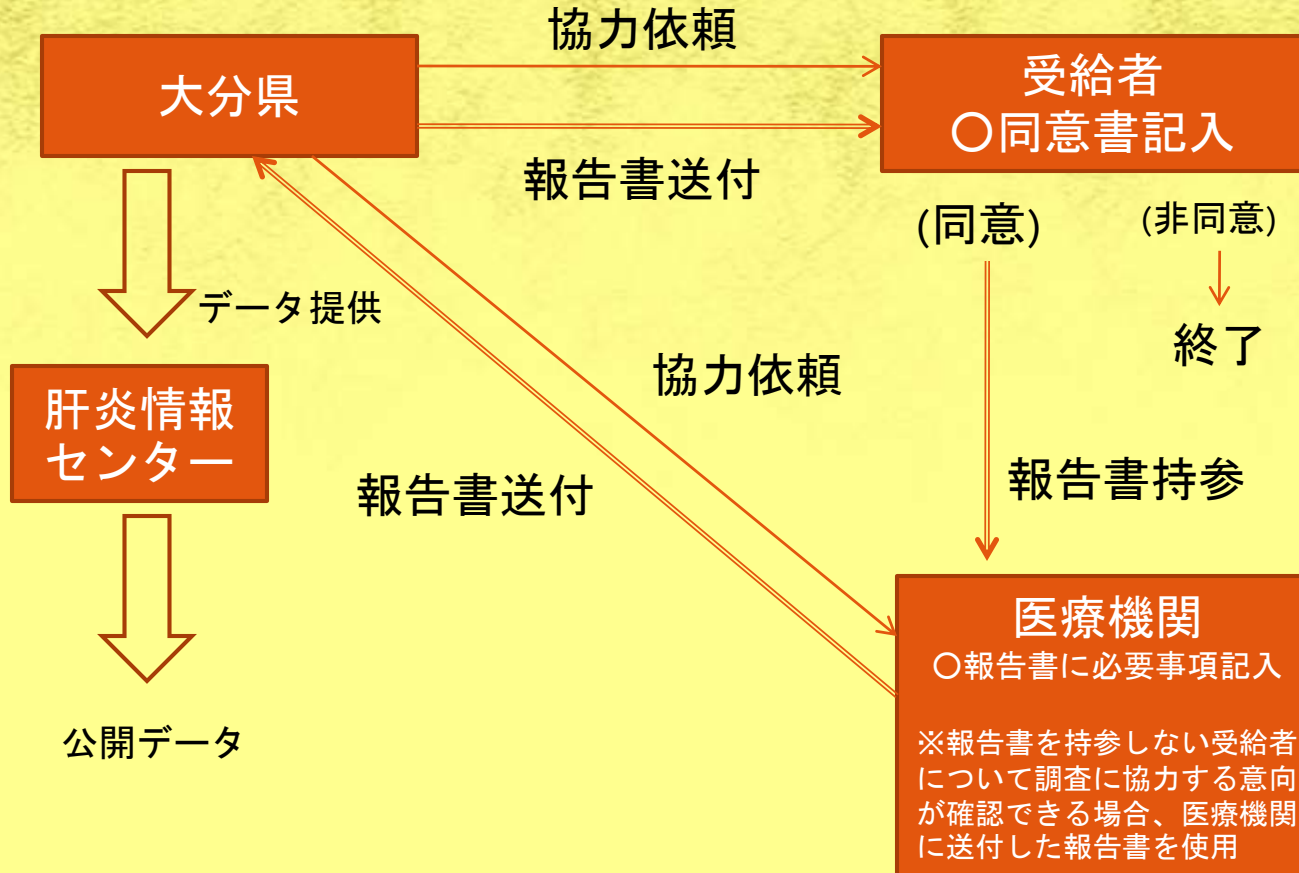 協力依頼
大分県
受給者
〇同意書記入
報告書送付
(同意)
(非同意)
データ提供
終了
協力依頼
肝炎情報
センター
報告書送付
報告書持参
医療機関
〇報告書に必要事項記入
※報告書を持参しない受給者
について調査に協力する意向
が確認できる場合、医療機関
に送付した報告書を使用
公開データ